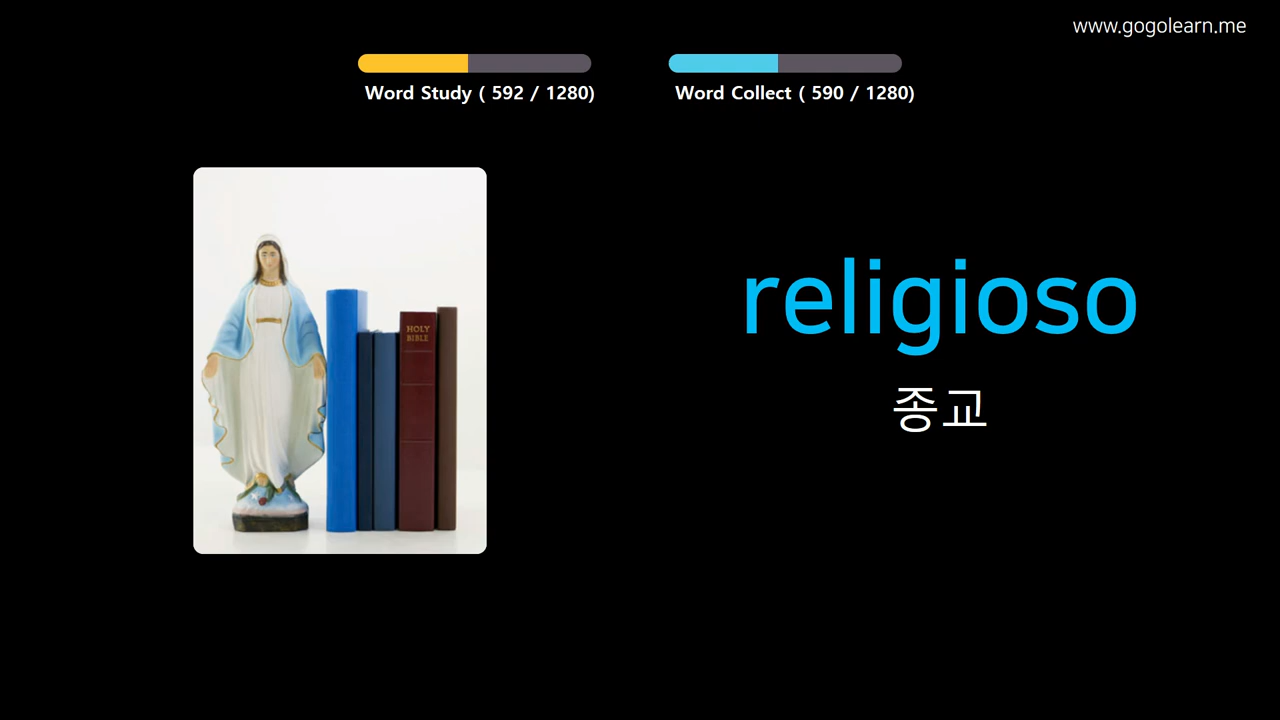 www.gogolearn.me
Word Study ( 592 / 1280)
Word Collect ( 590 / 1280)
HOLY
BIBLE
religioso
종교